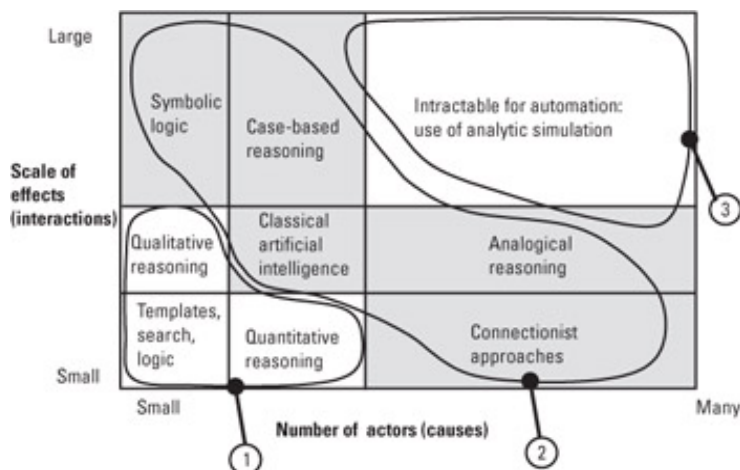 Large
Symbolic
logic
Case-based
reasoning
Intractable for automation:
use of analytic simulation
Scale of
effects
(interactions)
3
Qualitative
reasoning
Classical
artificial
intelligence
Analogical
reasoning
Templates,
search,
logic
Quantitative
reasoning
Connectionist
approaches
Small
Small
Many
Number of actors (causes)
1
2